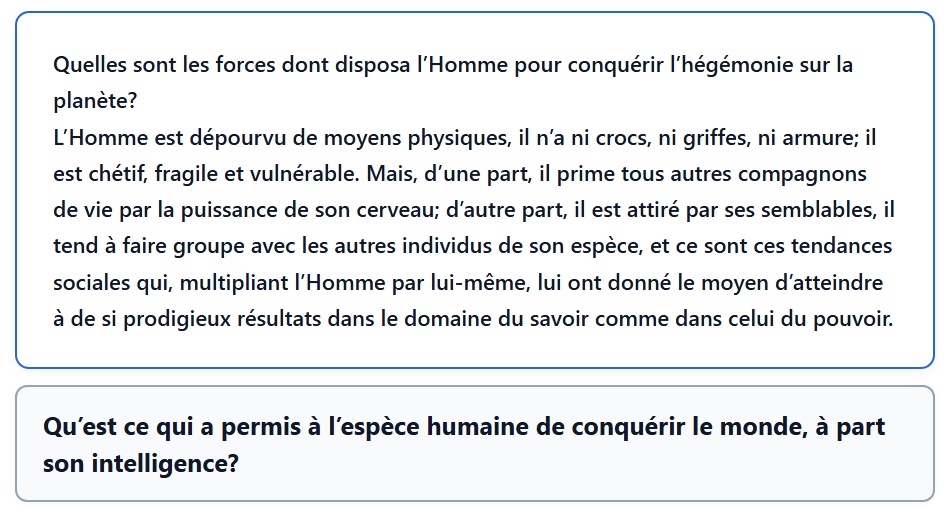 Quelles sont les forces dont disposa l’Homme pour conquérir l’hégémonie sur la
planète?
L’Homme est dépourvu de moyens physiques, il n’a ni crocs, ni griffes, ni armure; il
est chétif, fragile et vulnérable. Mais, d’une part, il prime tous autres compagnons
de vie par la puissance de son cerveau; d’autre part, il est attiré par ses semblables, il
tend à faire groupe avec les autres individus de son espèce, et ce sont ces tendances
sociales qui, multipliant l’Homme par lui-même, lui ont donné le moyen d’atteindre
à de si prodigieux résultats dans le domaine du savoir comme dans celui du pouvoir.
Qu’est ce qui a permis à l’espèce humaine de conquérir le monde, à part
son intelligence?